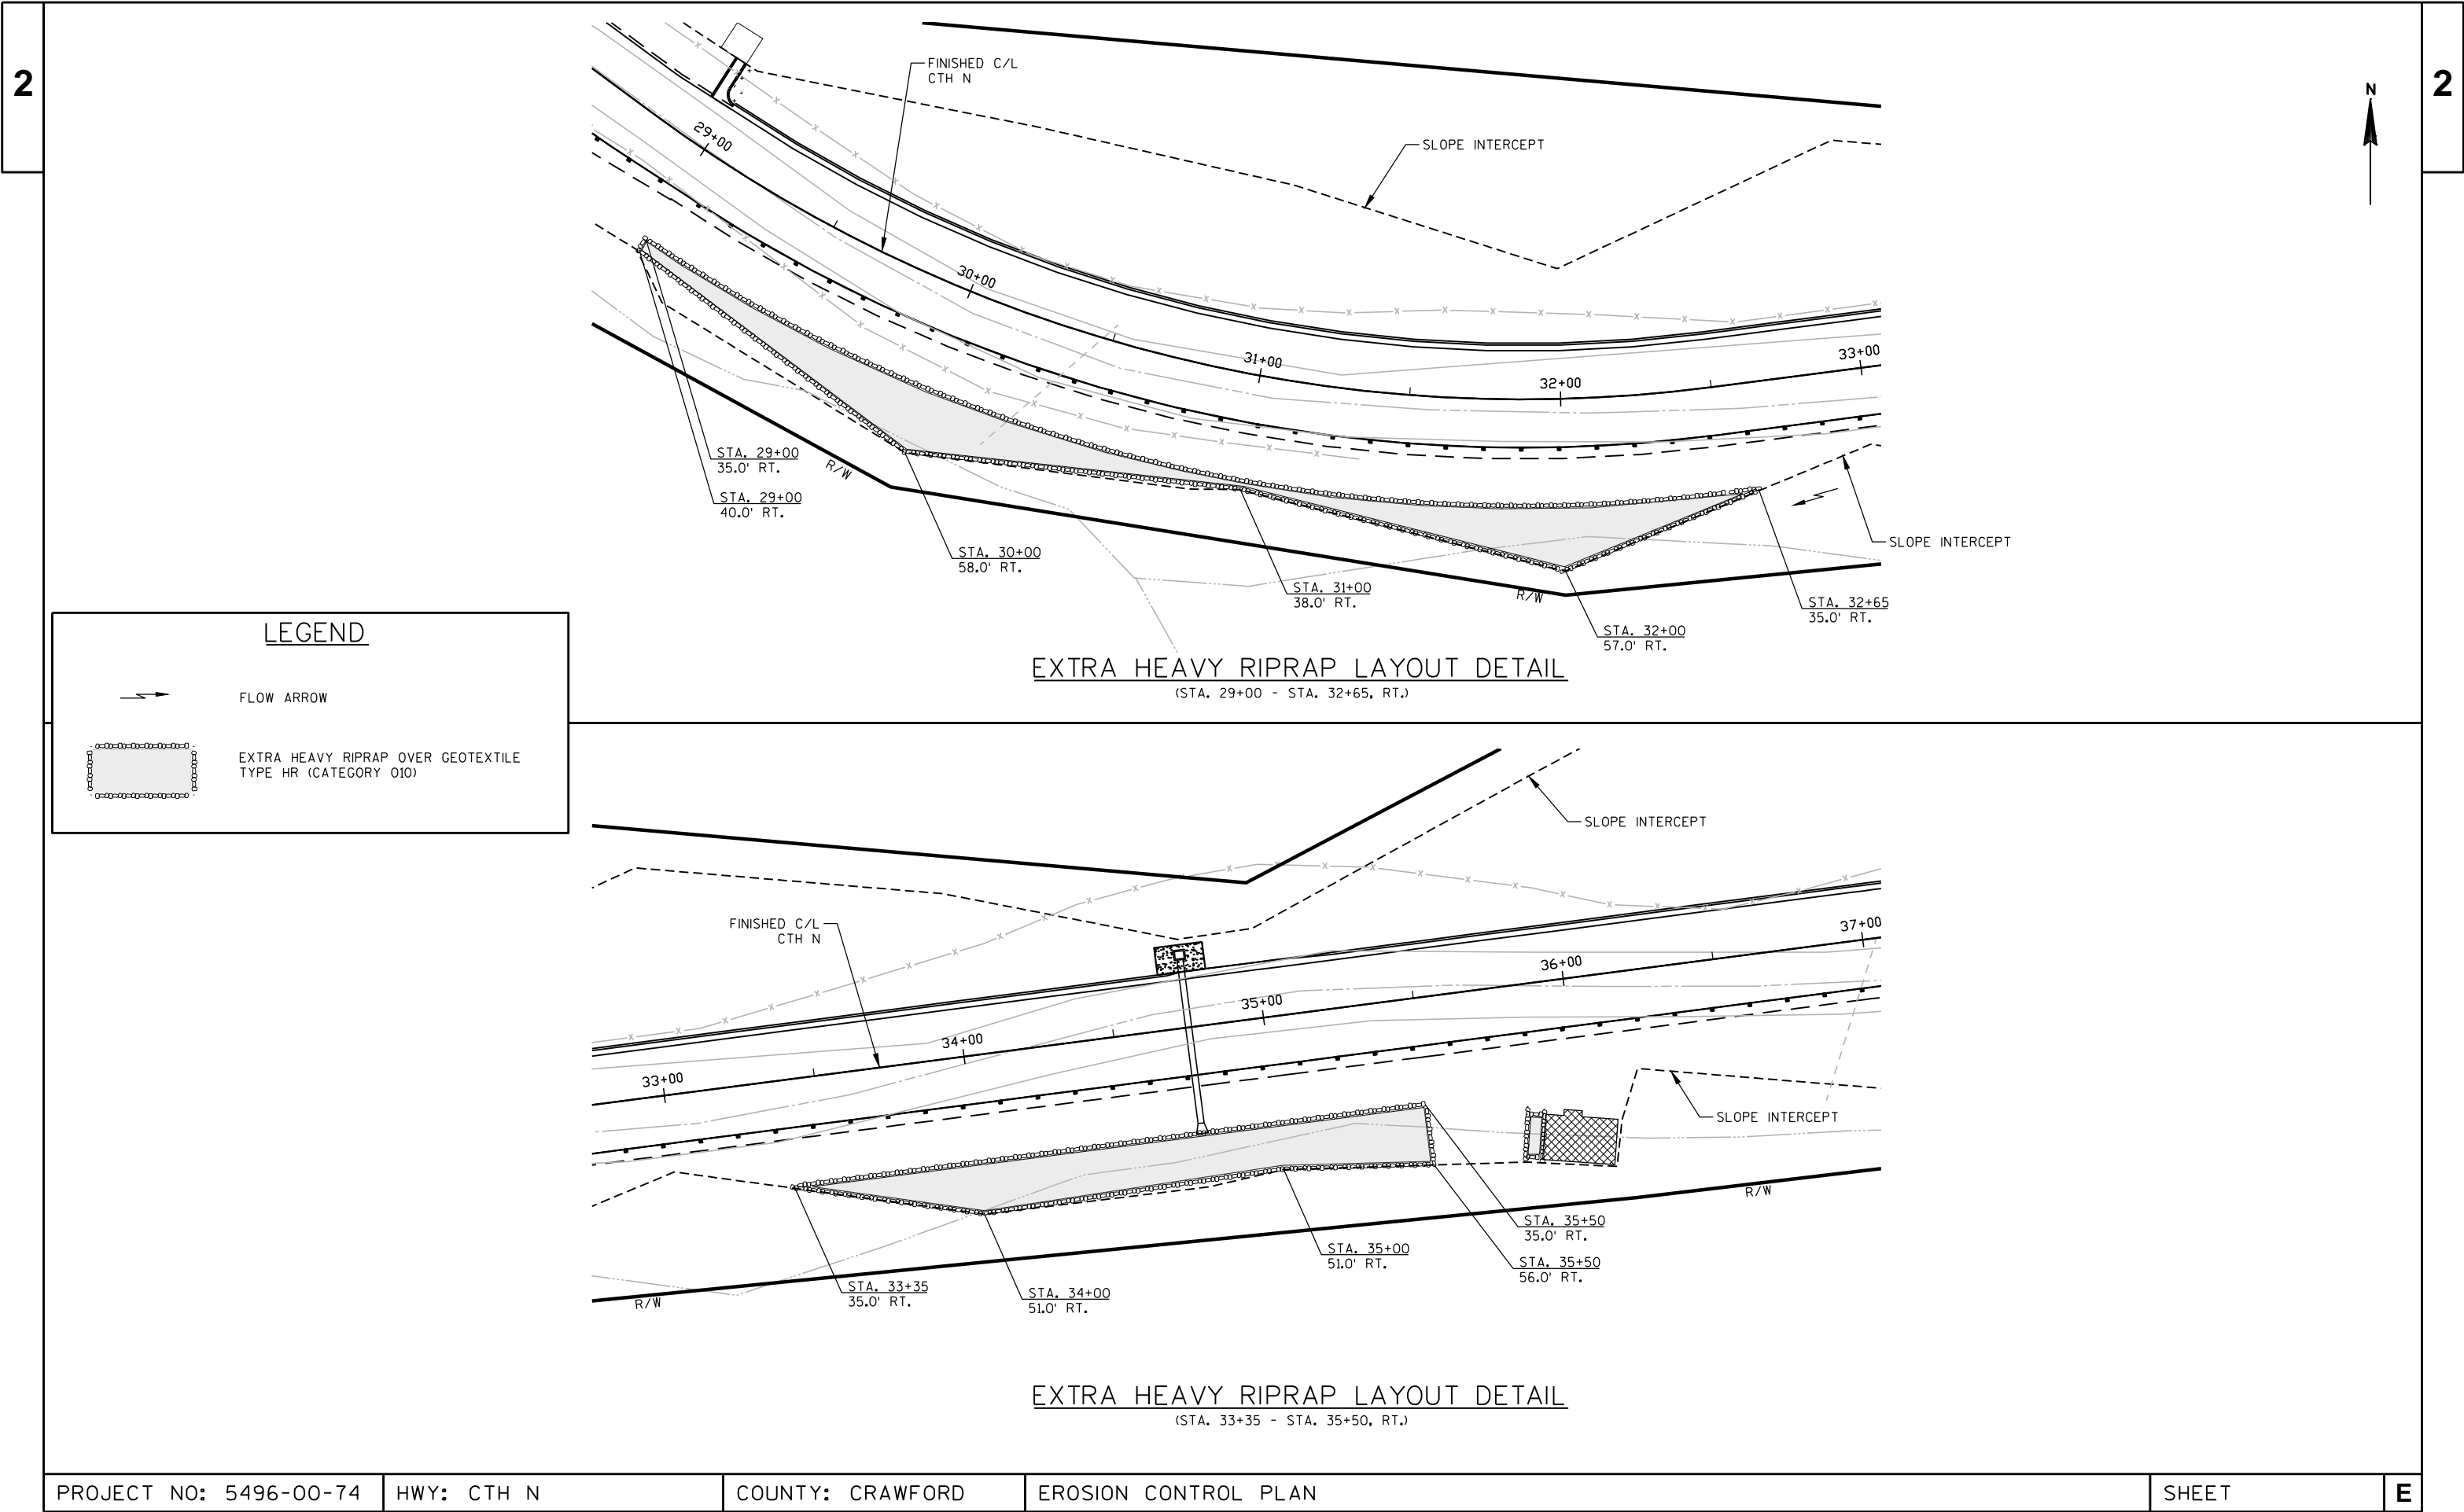 2
2
N
FINISHED C/L
CTH N
SLOPE INTERCEPT
29+00
30+00
31+00
32+00
33+00
STA. 29+00
35.0' RT.
R/W
STA. 29+00
40.0' RT.
STA. 30+00
58.0' RT.
STA. 31+00
38.0' RT.
R/W
SLOPE INTERCEPT
STA. 32+65
35.0' RT.
STA. 32+00
57.0' RT.
EXTRA HEAVY RIPRAP LAYOUT DETAIL
(STA. 29+00 - STA. 32+65, RT.)
LEGEND
FLOW ARROW
EXTRA HEAVY RIPRAP OVER GEOTEXTILE
TYPE HR (CATEGORY 010)
SLOPE INTERCEPT
FINISHED C/L
CTH N
33+00
34+00
35+00
36+00
37+00
SLOPE INTERCEPT
R/W
STA. 35+50
35.0' RT.
STA. 35+00
51.0' RT.
STA. 35+50
56.0' RT.
STA. 33+35
35.0' RT.
STA. 34+00
51.0' RT.
R/W
EXTRA HEAVY RIPRAP LAYOUT DETAIL
(STA. 33+35 - STA. 35+50, RT.)
PROJECT NO: 5496-00-74
HWY: CTH N
COUNTY: CRAWFORD
EROSION CONTROL PLAN
SHEET
E